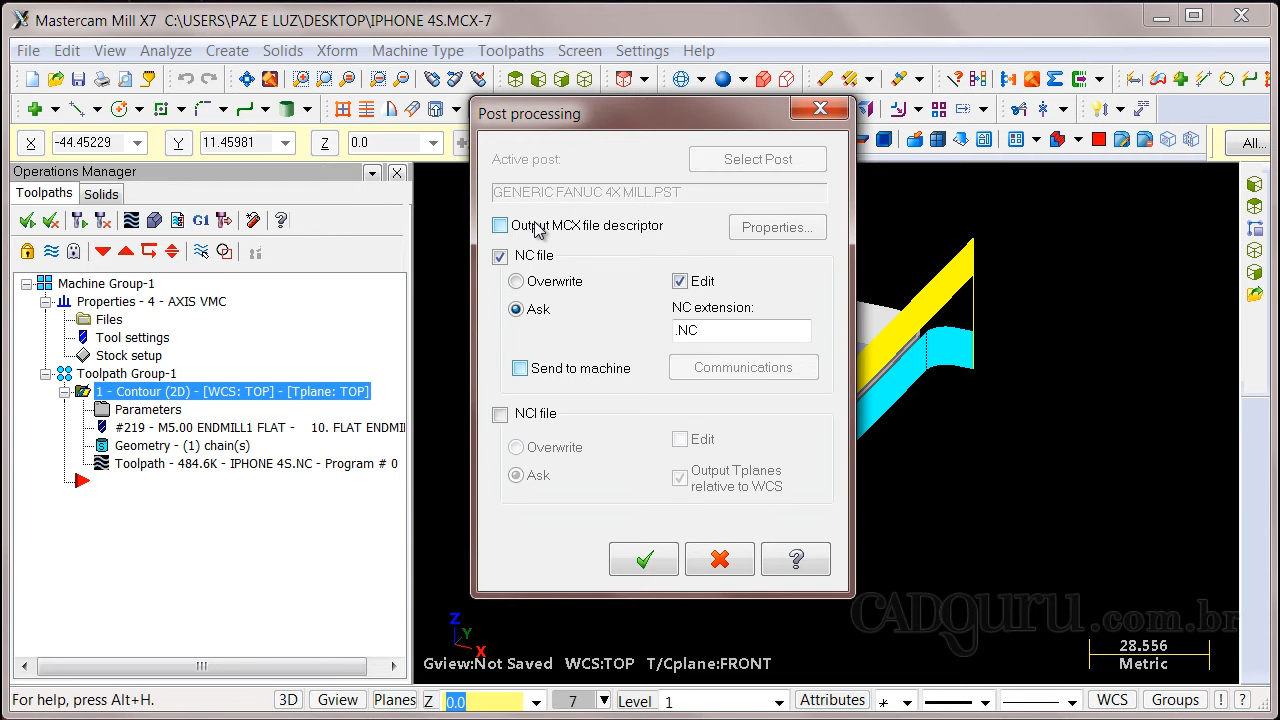 Mastercam Mill X7 C:\USERS\PAZ E LUZ\DESKTOP\IPHONE 4S.MCX-7
File Edit View Analyze Create Solids Xform Machine Type Toolpaths Screen Settings Help
X -44.45229 Y 11.45981 Z 0.0
All...
Operations Manager
Toolpaths Solids
G1
Machine Group-1
Properties - 4 - AXIS VMC
Files
Tool settings
Stock setup
Toolpath Group-1
1 - Contour (2D) - [WCS: TOP] - [Tplane: TOP]
Parameters
#219 - M5.00 ENDMILL1 FLAT - 10. FLAT ENDMI
Geometry - (1) chain(s)
Toolpath - 484.6K - IPHONE 4S.NC - Program # 0
Post processing
Active post: Select Post
GENERIC FANUC 4X MILL.PST
Output MCX file descriptor Properties...
NC file
Overwrite Edit
Ask NC extension:
.NC
Send to machine Communications
NCI file
Overwrite Edit
Ask Output Tplanes
relative to WCS
CADguru.com.br
Z
Y
X
28.556
Metric
Gview:Not Saved WCS:TOP T/Cplane:FRONT
For help, press Alt+H. 3D Gview Planes Z 0.0 7 Level 1 Attributes WCS Groups ! ?